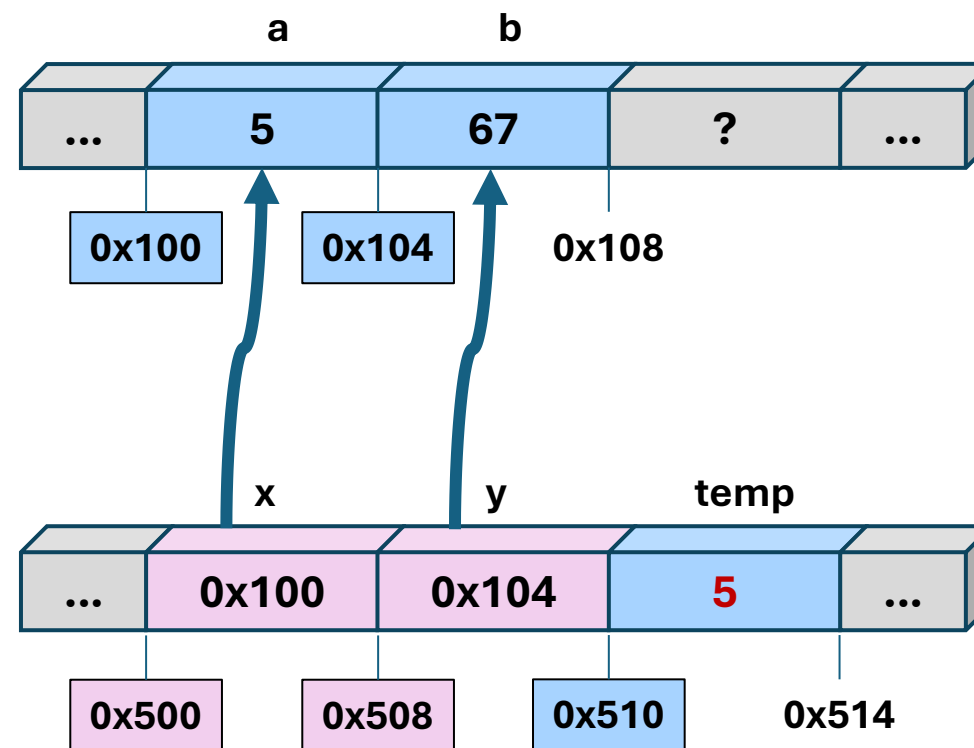 a b
... 5 67 ? ...
0x100 0x104 0x108
x y temp
... 0x100 0x104 5 ...
0x500 0x508 0x510 0x514